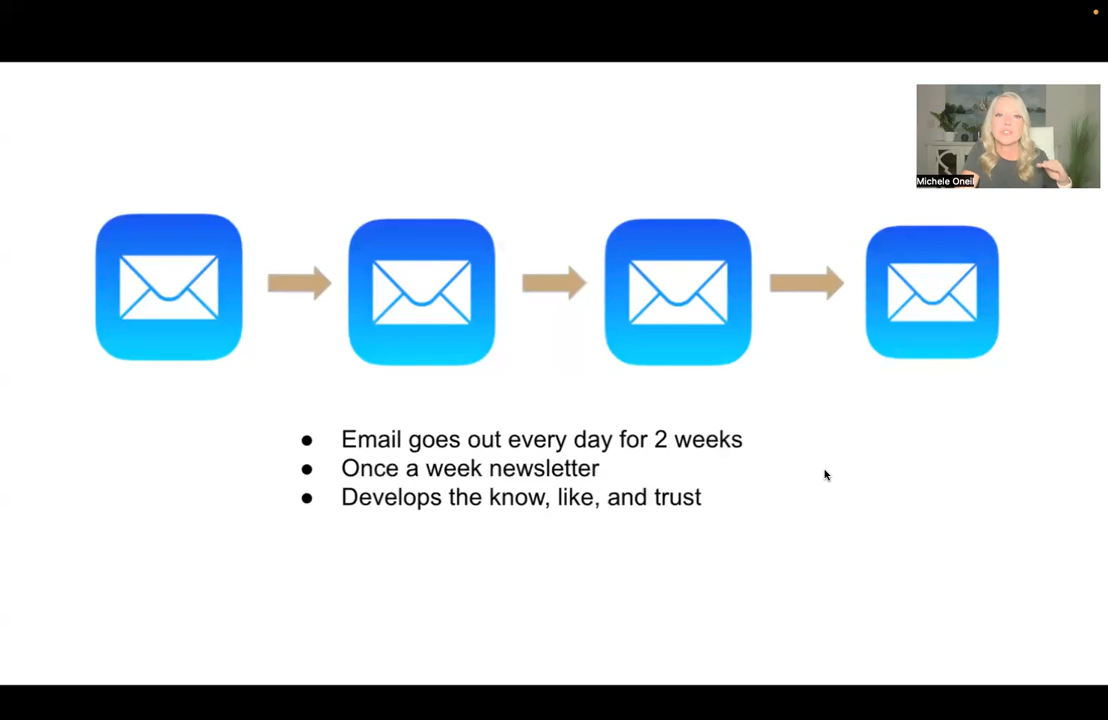 Michele Oneil
● Email goes out every day for 2 weeks
● Once a week newsletter
● Develops the know, like, and trust